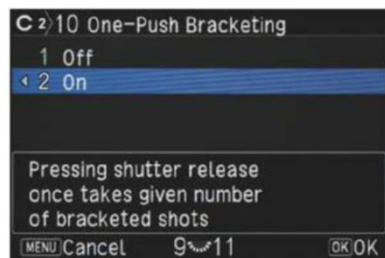 C 2 10 One-Push Bracketing
1 Off
2 On
Pressing shutter release
once takes given number
of bracketed shots
MENU Cancel 9 11 OK OK